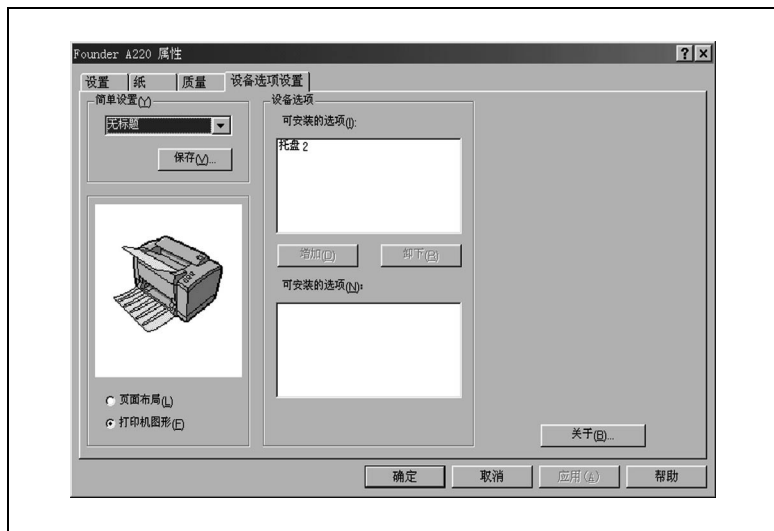 Founder A220 属性
设置 纸 质量 设备选项设置
简单设置(Y)
无标题
保存(V)...
页面布局(L)
打印机图形(F)
设备选项
可安装的选项(I):
托盘 2
增加(D) 卸下(R)
可安装的选项(N):
关于(B)...
确定 取消 应用(A) 帮助